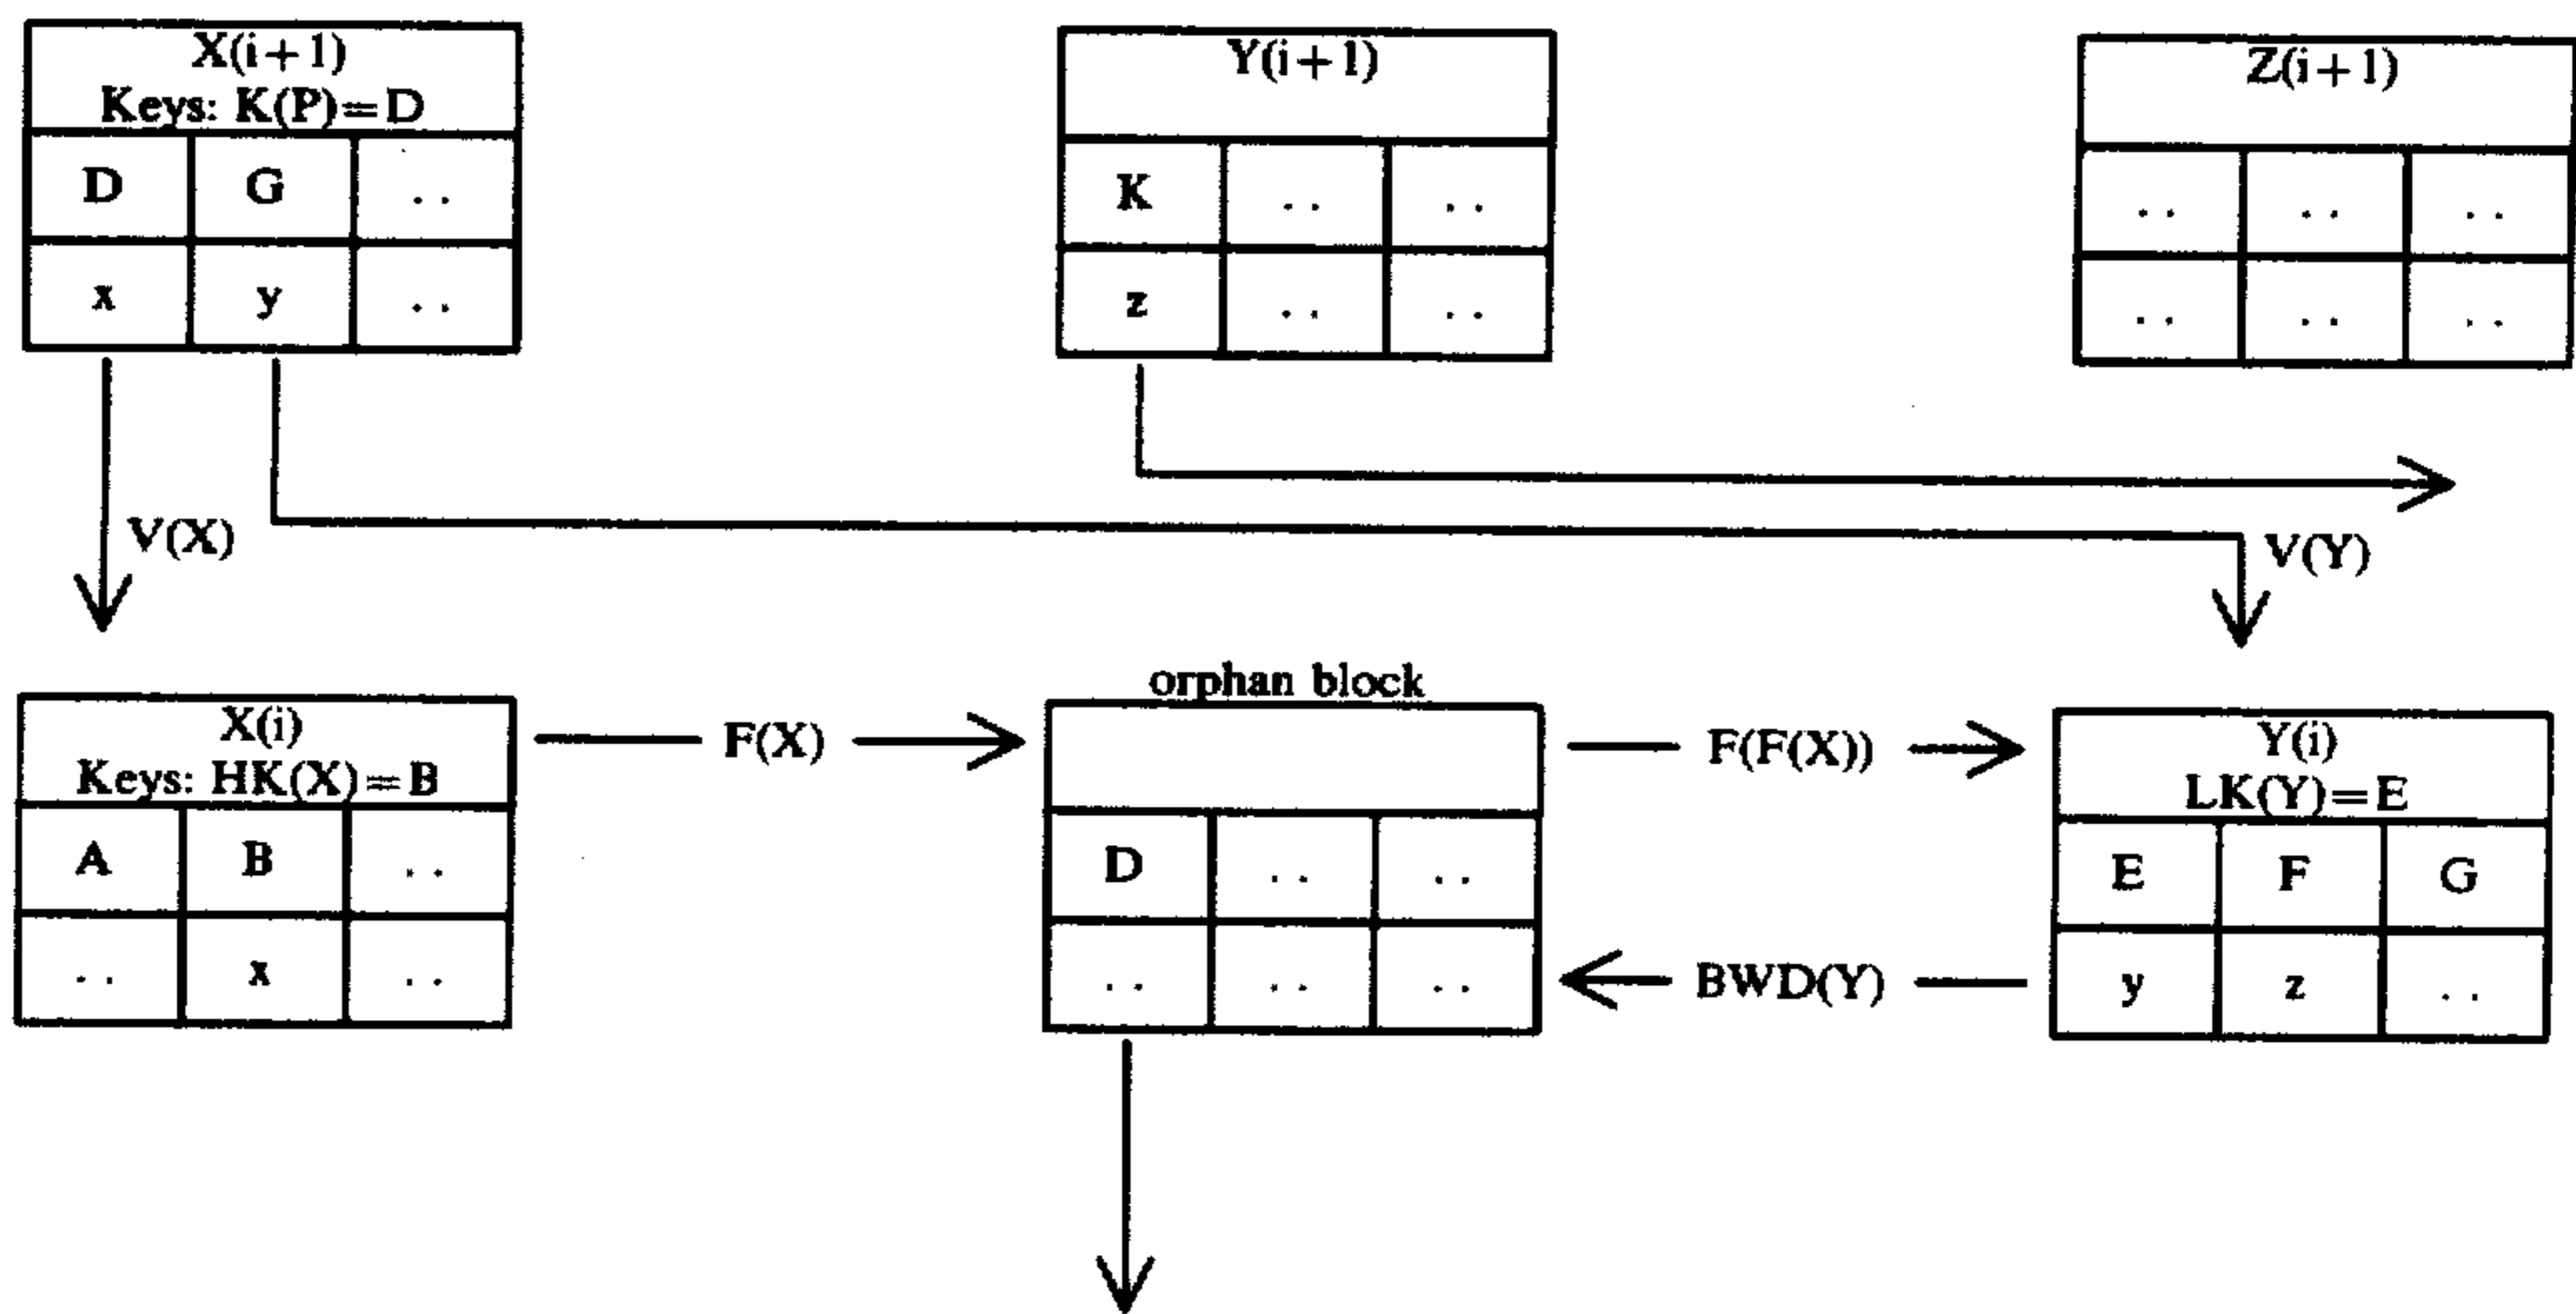 X(i+1)
Keys: K(P)=D
D G ..
x y ..
Y(i+1)
K .. ..
z .. ..
Z(i+1)
.. .. ..
.. .. ..
V(X)
V(Y)
X(i)
Keys: HK(X)=B
A B ..
.. x ..
F(X)
orphan block
D .. ..
.. .. ..
F(F(X))
BWD(Y)
Y(i)
LK(Y)=E
E F G
y z ..